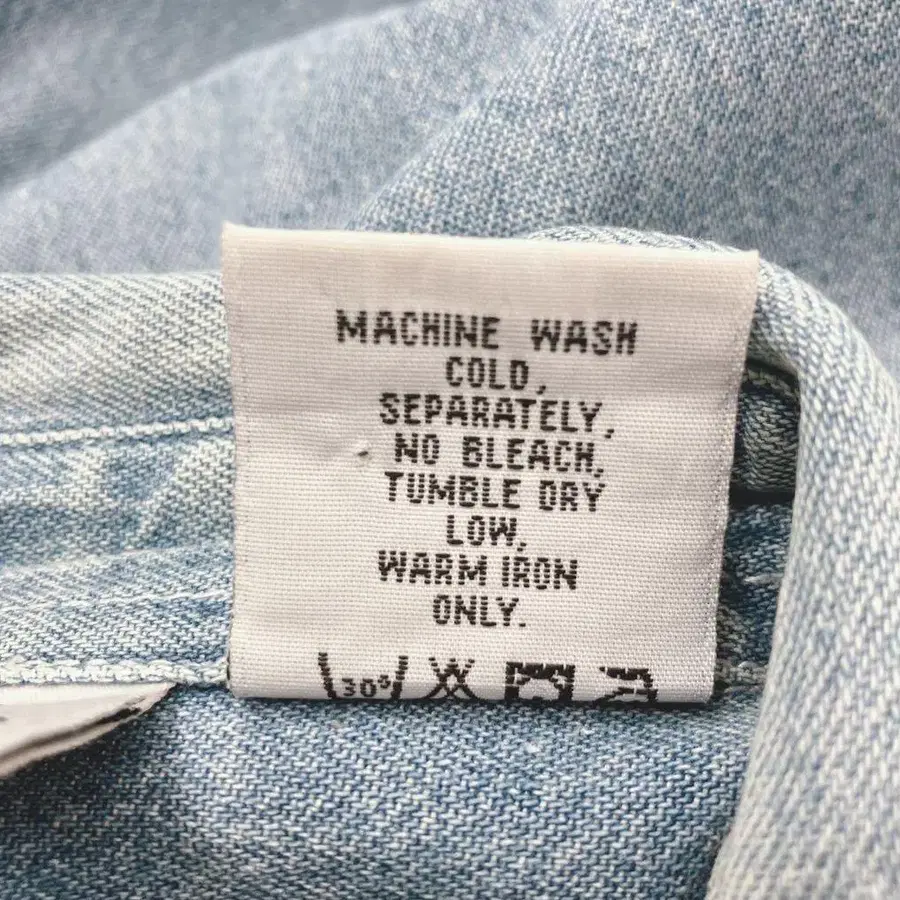 MACHINE WASH
COLD,
SEPARATELY,
NO BLEACH,
TUMBLE DRY
LOW,
WARM IRON
ONLY.
30°